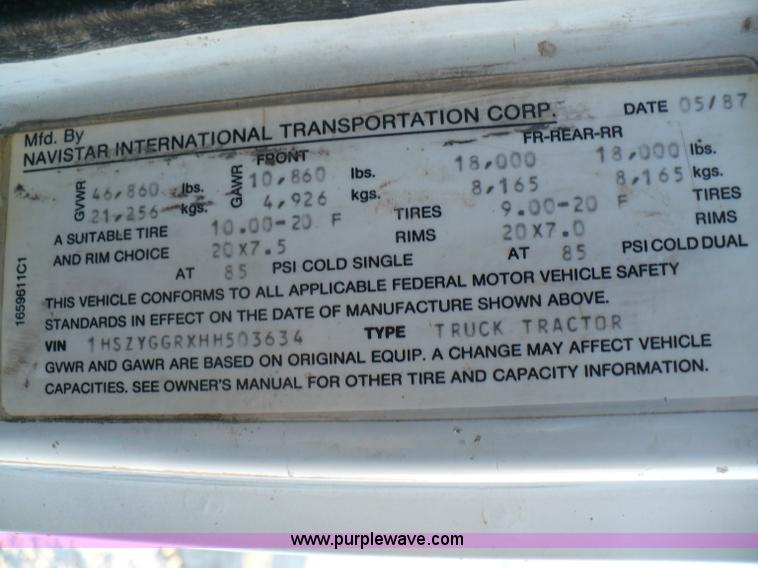 Mfd. By DATE 05/87
NAVISTAR INTERNATIONAL TRANSPORTATION CORP.
FRONT FR-REAR-RR
GVWR 46,860 lbs. GAWR 10,860 lbs. 18,000 18,000 lbs.
21,256 kgs. 4,926 kgs. 8,165 8,165 kgs.
A SUITABLE TIRE 10.00-20 F TIRES 9.00-20 F TIRES
AND RIM CHOICE 20X7.5 RIMS 20X7.0 RIMS
AT 85 PSI COLD SINGLE AT 85 PSI COLD DUAL
THIS VEHICLE CONFORMS TO ALL APPLICABLE FEDERAL MOTOR VEHICLE SAFETY
STANDARDS IN EFFECT ON THE DATE OF MANUFACTURE SHOWN ABOVE.
VIN 1HSZYGGRXHH503634 TYPE TRUCK TRACTOR
GVWR AND GAWR ARE BASED ON ORIGINAL EQUIP. A CHANGE MAY AFFECT VEHICLE
CAPACITIES. SEE OWNER'S MANUAL FOR OTHER TIRE AND CAPACITY INFORMATION.
1659611C1
www.purplewave.com